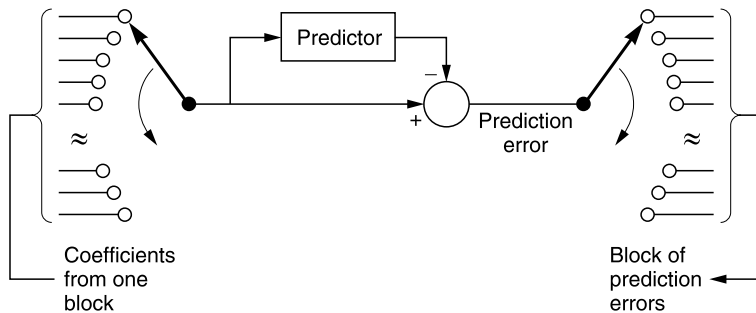 Predictor
−
+
Prediction
error
≈
≈
Coefficients
from one
block
Block of
prediction
errors